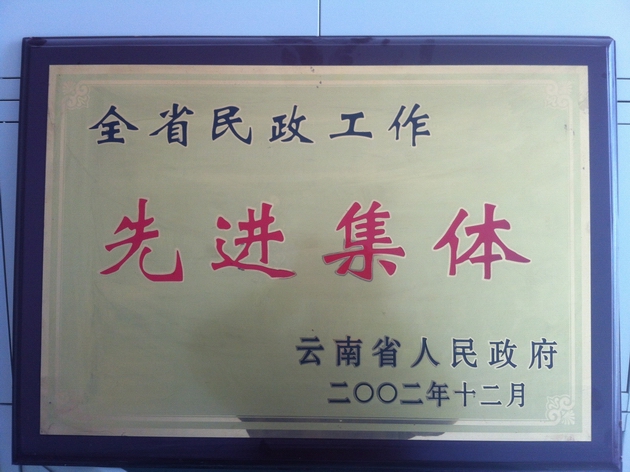 全省民政工作
先进集体
云南省人民政府
二〇〇二年十二月